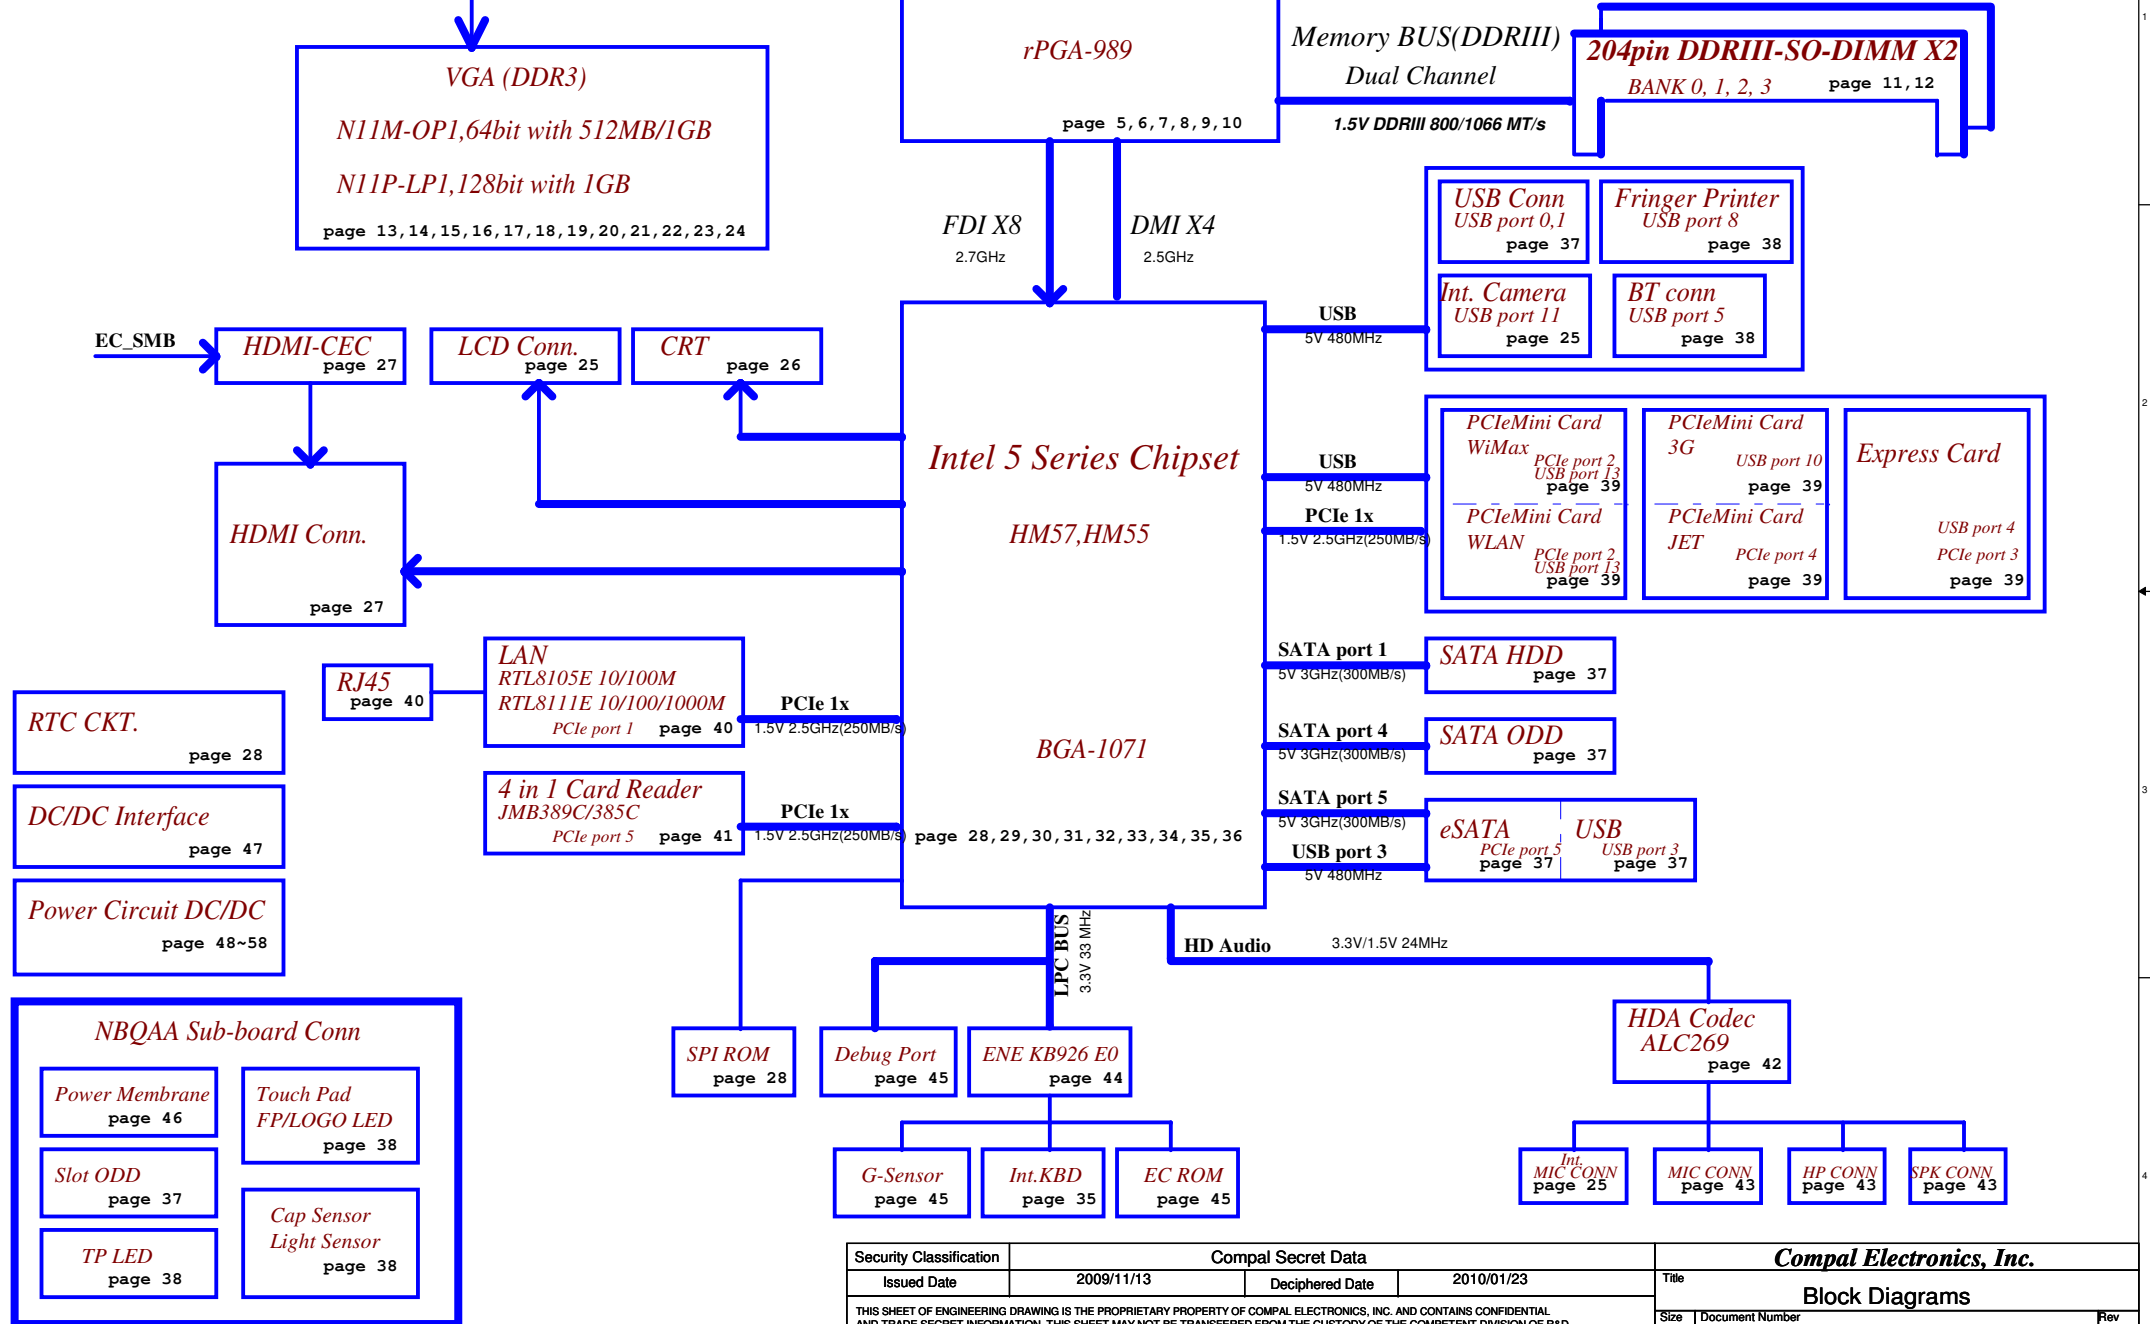 VGA (DDR3)
N11M-OP1,64bit with 512MB/1GB
N11P-LP1,128bit with 1GB
page 13,14,15,16,17,18,19,20,21,22,23,24
rPGA-989
page 5,6,7,8,9,10
Memory BUS(DDRIII)
Dual Channel
1.5V DDRIII 800/1066 MT/s
204pin DDRIII-SO-DIMM X2
BANK 0, 1, 2, 3
page 11,12
FDI X8
2.7GHz
DMI X4
2.5GHz
USB Conn
USB port 0,1
page 37
Fringer Printer
USB port 8
page 38
Int. Camera
USB port 11
page 25
BT conn
USB port 5
page 38
USB
5V 480MHz
EC_SMB
HDMI-CEC
page 27
LCD Conn.
page 25
CRT
page 26
HDMI Conn.
page 27
Intel 5 Series Chipset
HM57,HM55
BGA-1071
page 28,29,30,31,32,33,34,35,36
USB
5V 480MHz
PCIe 1x
1.5V 2.5GHz(250MB/s)
PCIeMini Card
WiMax
PCIe port 2
USB port 13
page 39
PCIeMini Card
3G
USB port 10
page 39
PCIeMini Card
WLAN
PCIe port 2
USB port 13
page 39
PCIeMini Card
JET
PCIe port 4
page 39
Express Card
USB port 4
PCIe port 3
page 39
RJ45
page 40
LAN
RTL8105E 10/100M
RTL8111E 10/100/1000M
PCIe port 1
page 40
PCIe 1x
1.5V 2.5GHz(250MB/s)
4 in 1 Card Reader
JMB389C/385C
PCIe port 5
page 41
PCIe 1x
1.5V 2.5GHz(250MB/s)
SATA port 1
5V 3GHz(300MB/s)
SATA HDD
page 37
SATA port 4
5V 3GHz(300MB/s)
SATA ODD
page 37
SATA port 5
5V 3GHz(300MB/s)
USB port 3
5V 480MHz
eSATA
PCIe port 5
page 37
USB
USB port 3
page 37
RTC CKT.
page 28
DC/DC Interface
page 47
Power Circuit DC/DC
page 48~58
LPC BUS
3.3V 33 MHz
HD Audio
3.3V/1.5V 24MHz
NBQAA Sub-board Conn
Power Membrane
page 46
Touch Pad
FP/LOGO LED
page 38
Slot ODD
page 37
Cap Sensor
Light Sensor
page 38
TP LED
page 38
SPI ROM
page 28
Debug Port
page 45
ENE KB926 E0
page 44
HDA Codec
ALC269
page 42
G-Sensor
page 45
Int.KBD
page 35
EC ROM
page 45
Int.
MIC CONN
page 25
MIC CONN
page 43
HP CONN
page 43
SPK CONN
page 43
1
2
3
4
Security Classification
Compal Secret Data
Issued Date
2009/11/13
Deciphered Date
2010/01/23
THIS SHEET OF ENGINEERING DRAWING IS THE PROPRIETARY PROPERTY OF COMPAL ELECTRONICS, INC. AND CONTAINS CONFIDENTIAL
AND TRADE SECRET INFORMATION. THIS SHEET MAY NOT BE TRANSFERED FROM THE CUSTODY OF THE COMPETENT DIVISION OF R&D
Compal Electronics, Inc.
Title
Block Diagrams
Size
Document Number
Rev